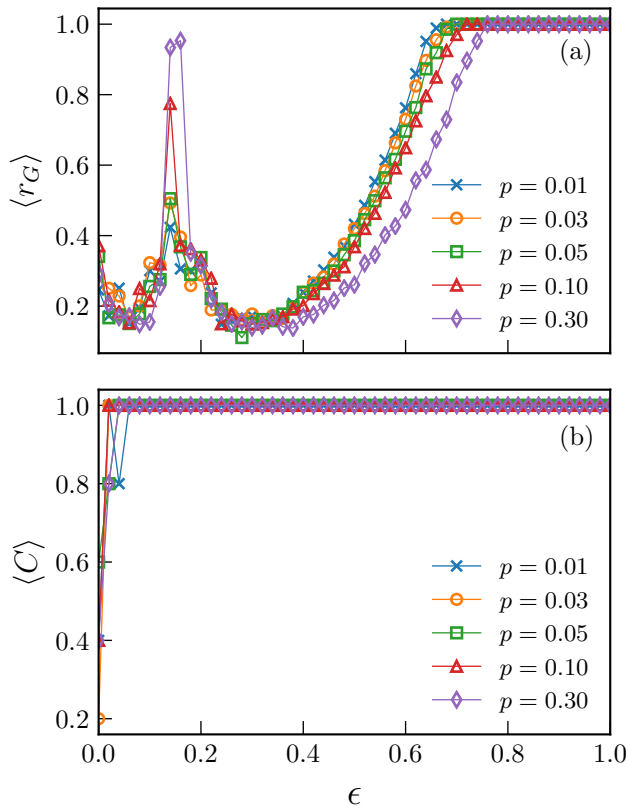 1.0
(a)
0.8
⟨r_G⟩
0.6
0.4
0.2
p = 0.01
p = 0.03
p = 0.05
p = 0.10
p = 0.30
1.0
(b)
0.8
⟨C⟩
0.6
0.4
0.2
p = 0.01
p = 0.03
p = 0.05
p = 0.10
p = 0.30
0.0 0.2 0.4 0.6 0.8 1.0
ϵ